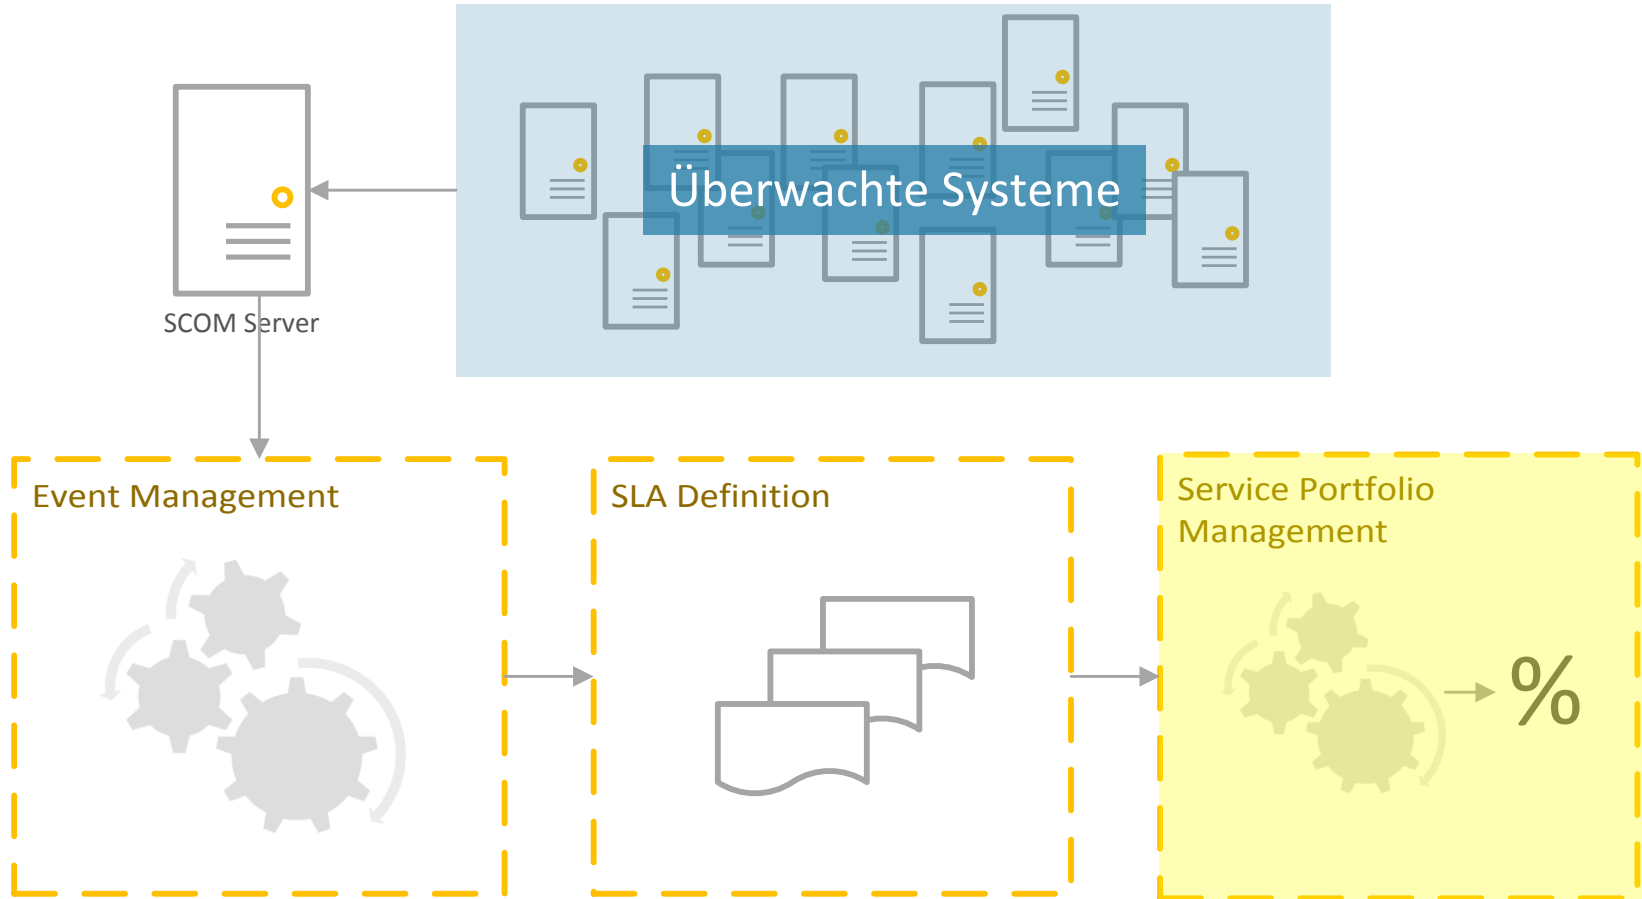 Überwachte Systeme
SCOM Server
Event Management
SLA Definition
Service Portfolio
Management
%